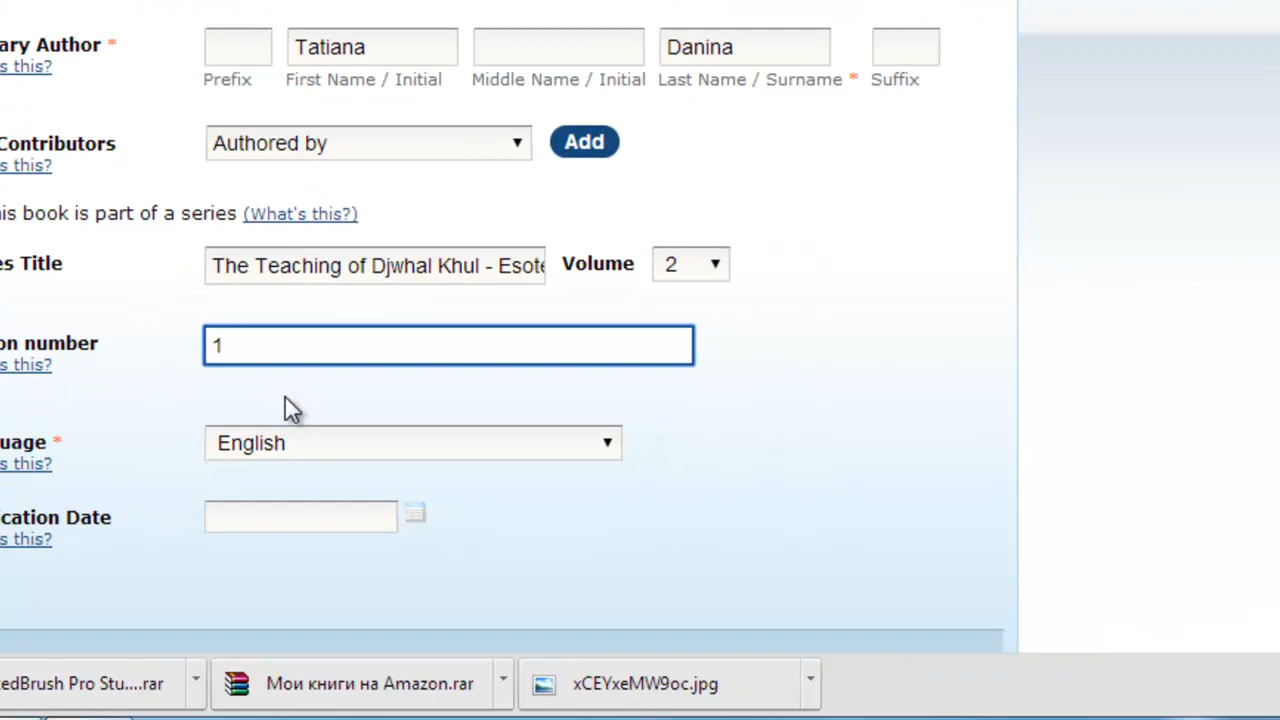 ary Author * Tatiana Danina
s this? Prefix First Name / Initial Middle Name / Initial Last Name / Surname * Suffix
Contributors Authored by Add
s this?
is book is part of a series (What's this?)
es Title The Teaching of Djwhal Khul - Esote Volume 2
on number 1
s this?
uage * English
s this?
ication Date
s this?
edBrush Pro Stu....rar Мои книги на Amazon.rar xCEYxeMW9oc.jpg